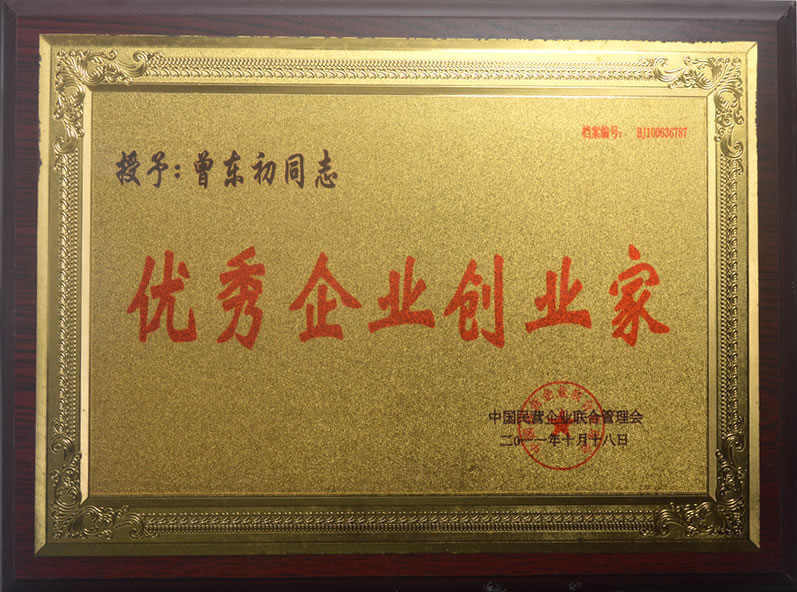 档案编号: BJ100636787
授予:曾东初同志
优秀企业创业家
中国民营企业联合管理会
二0一一年十月十八日